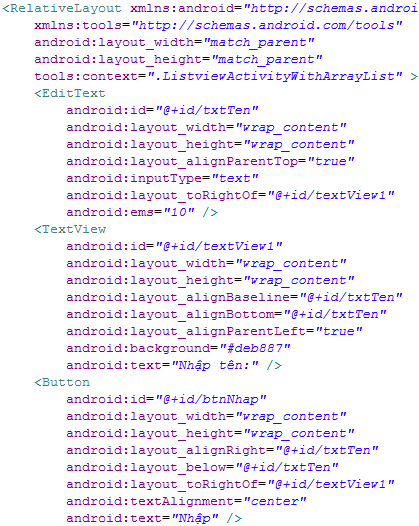 <RelativeLayout xmlns:android="http://schemas.androi
xmlns:tools="http://schemas.android.com/tools"
android:layout_width="match_parent"
android:layout_height="match_parent"
tools:context=".ListviewActivityWithArrayList" >
<EditText
android:id="@+id/txtTen"
android:layout_width="wrap_content"
android:layout_height="wrap_content"
android:layout_alignParentTop="true"
android:inputType="text"
android:layout_toRightOf="@+id/textView1"
android:ems="10" />
<TextView
android:id="@+id/textView1"
android:layout_width="wrap_content"
android:layout_height="wrap_content"
android:layout_alignBaseline="@+id/txtTen"
android:layout_alignBottom="@+id/txtTen"
android:layout_alignParentLeft="true"
android:background="#deb887"
android:text="Nhập tên:" />
<Button
android:id="@+id/btnNhap"
android:layout_width="wrap_content"
android:layout_height="wrap_content"
android:layout_alignRight="@+id/txtTen"
android:layout_below="@+id/txtTen"
android:layout_toRightOf="@+id/textView1"
android:textAlignment="center"
android:text="Nhập" />